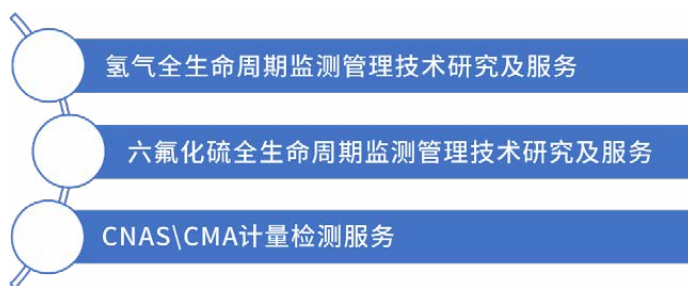 氢气全生命周期监测管理技术研究及服务
六氟化硫全生命周期监测管理技术研究及服务
CNAS\CMA计量检测服务